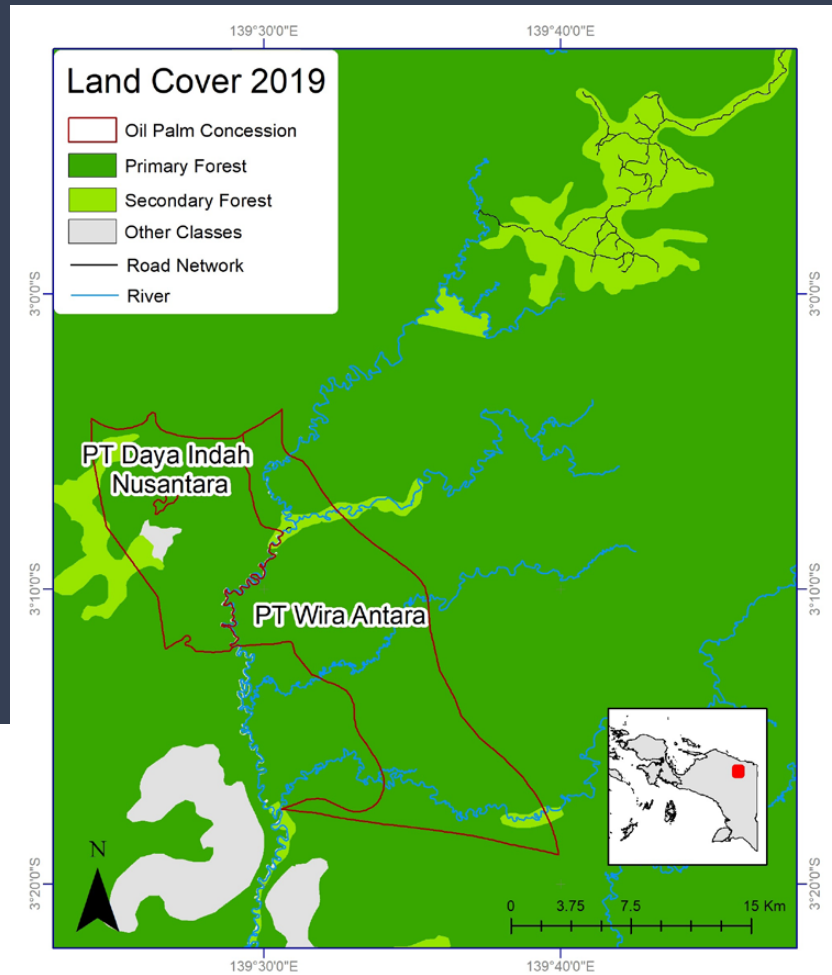 139°30'0"E
139°40'0"E
Land Cover 2019
Oil Palm Concession
Primary Forest
Secondary Forest
Other Classes
Road Network
River
3°0'0"S
3°0'0"S
PT Daya Indah
Nusantara
3°10'0"S
PT Wira Antara
3°10'0"S
N
3°20'0"S
3°20'0"S
0 3.75 7.5 15 Km
139°30'0"E
139°40'0"E